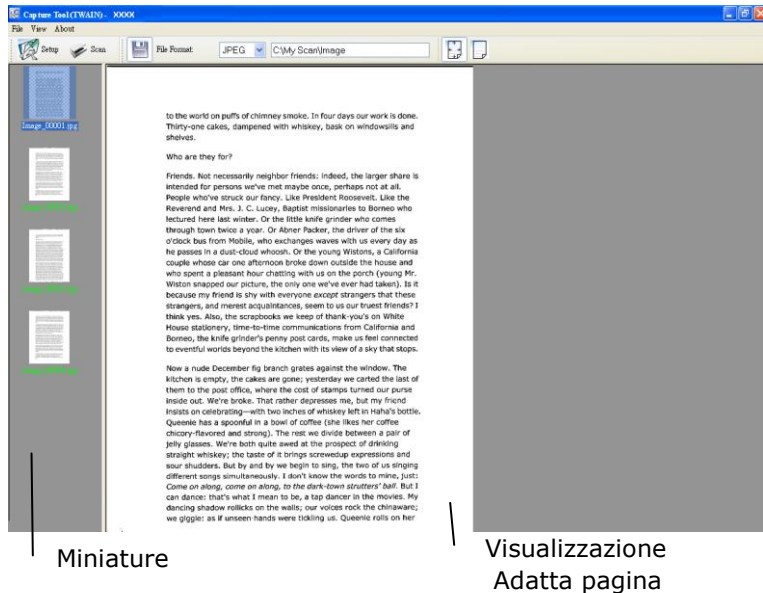 Capture Tool(TWAIN) - XXXX
File View About
Setup Scan File Format: JPEG C:\My Scan\Image
Image_00001.jpg
to the world on puffs of chimney smoke. In four days our work is done.
Thirty-one cakes, dampened with whiskey, bask on windowsills and
shelves.
Who are they for?
Friends. Not necessarily neighbor friends: indeed, the larger share is
intended for persons we've met maybe once, perhaps not at all.
People who've struck our fancy. Like President Roosevelt. Like the
Reverend and Mrs. J. C. Lucey, Baptist missionaries to Borneo who
lectured here last winter. Or the little knife grinder who comes
through town twice a year. Or Abner Packer, the driver of the six
o'clock bus from Mobile, who exchanges waves with us every day as
he passes in a dust-cloud whoosh. Or the young Wistons, a California
couple whose car one afternoon broke down outside the house and
who spent a pleasant hour chatting with us on the porch (young Mr.
Wiston snapped our picture, the only one we've ever had taken). Is it
because my friend is shy with everyone except strangers that these
strangers, and merest acquaintances, seem to us our truest friends? I
think yes. Also, the scrapbooks we keep of thank-you's on White
House stationery, time-to-time communications from California and
Borneo, the knife grinder's penny post cards, make us feel connected
to eventful worlds beyond the kitchen with its view of a sky that stops.
Now a nude December fig branch grates against the window. The
kitchen is empty, the cakes are gone; yesterday we carted the last of
them to the post office, where the cost of stamps turned our purse
inside out. We're broke. That rather depresses me, but my friend
insists on celebrating—with two inches of whiskey left in Haha's bottle.
Queenie has a spoonful in a bowl of coffee (she likes her coffee
chicory-flavored and strong). The rest we divide between a pair of
jelly glasses. We're both quite awed at the prospect of drinking
straight whiskey; the taste of it brings screwedup expressions and
sour shudders. But by and by we begin to sing, the two of us singing
different songs simultaneously. I don't know the words to mine, just:
Come on along, come on along, to the dark-town strutters' ball. But I
can dance: that's what I mean to be, a tap dancer in the movies. My
dancing shadow rollicks on the walls; our voices rock the chinaware;
we giggle: as if unseen hands were tickling us. Queenie rolls on her
Miniature
Visualizzazione
Adatta pagina